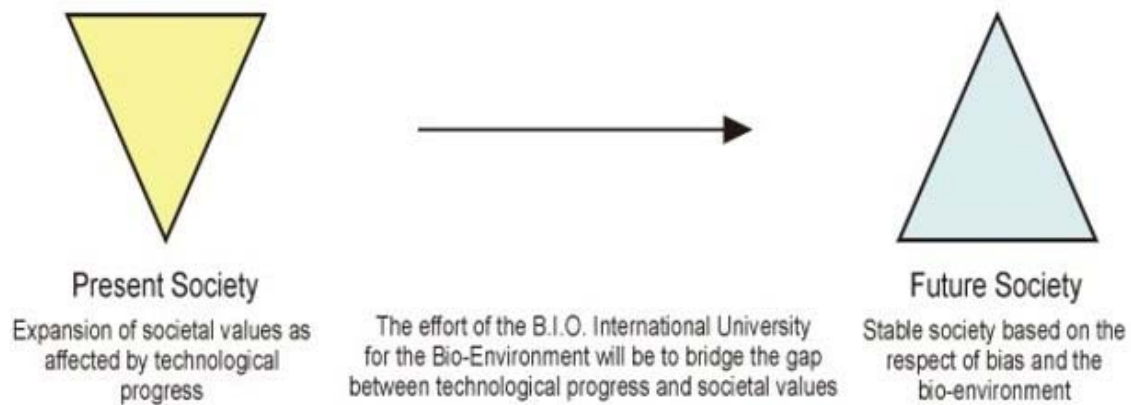 Present Society
Expansion of societal values as
affected by technological
progress
The effort of the B.I.O. International University
for the Bio-Environment will be to bridge the gap
between technological progress and societal values
Future Society
Stable society based on the
respect of bias and the
bio-environment